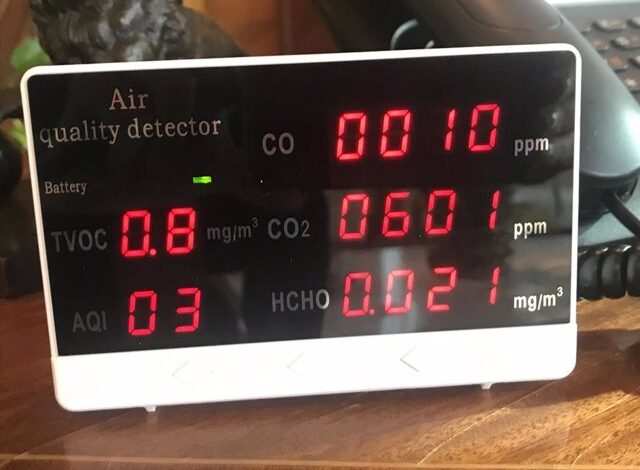 Air
quality detector
CO 0010 ppm
Battery
TVOC 0.8 mg/m³
CO2 0601 ppm
AQI 03
HCHO 0.021 mg/m³